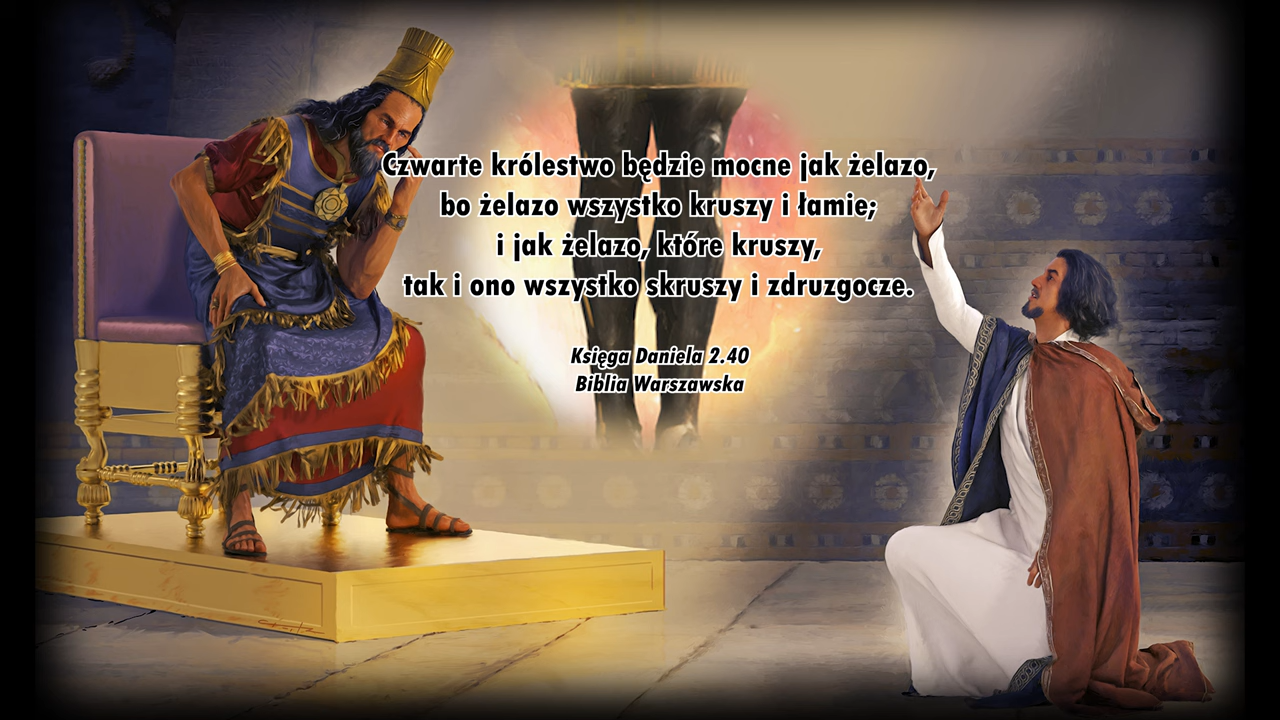 Czwarte królestwo będzie mocne jak żelazo,
bo żelazo wszystko kruszy i łamie;
i jak żelazo, które kruszy,
tak i ono wszystko skruszy i zdruzgocze.
Księga Daniela 2.40
Biblia Warszawska